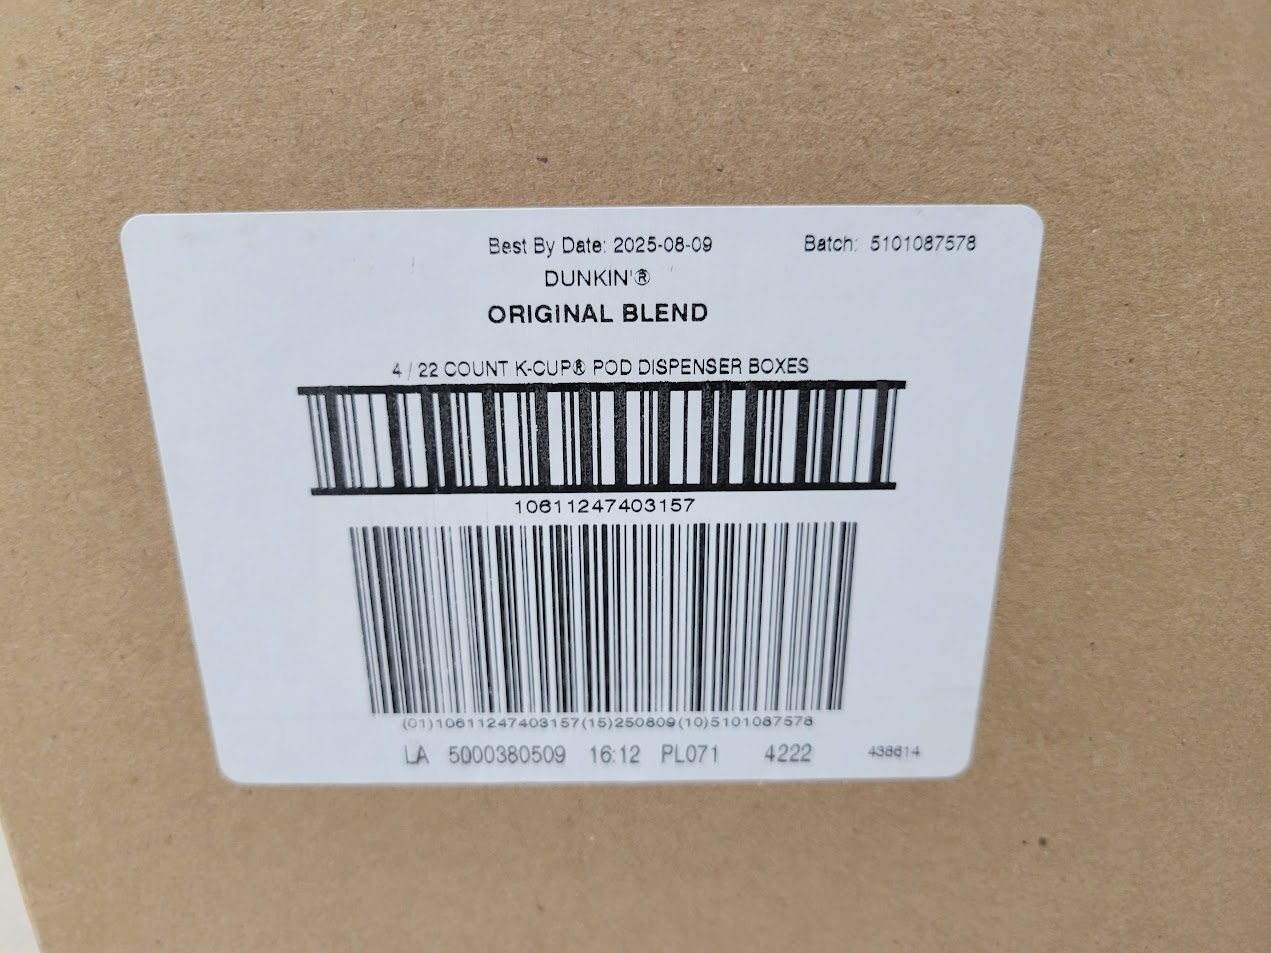 Best By Date: 2025-08-09 Batch: 5101087578
DUNKIN'®
ORIGINAL BLEND
4 / 22 COUNT K-CUP® POD DISPENSER BOXES
10611247403157
(01)10611247403157(15)250809(10)5101087578
LA 5000380509 16:12 PL071 4222 438614